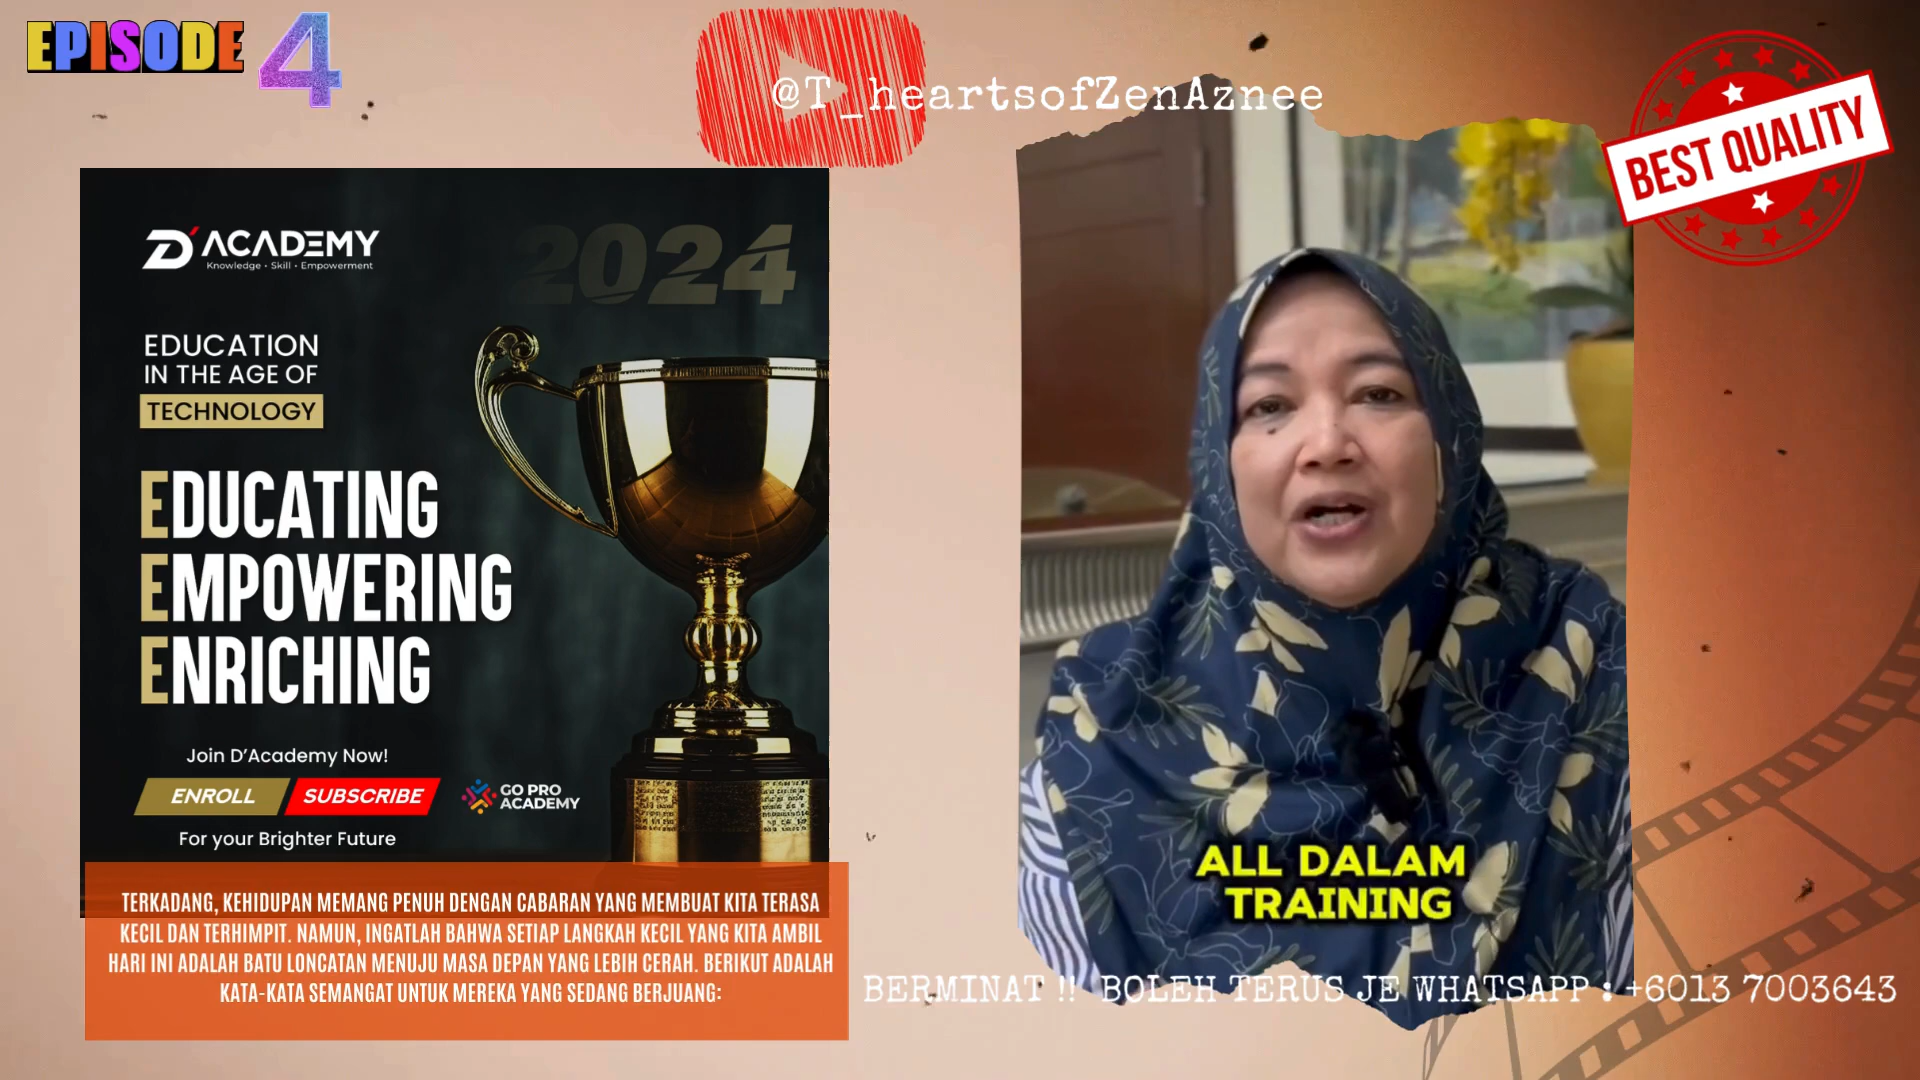 EPISODE 4
@T_heartsofZenAznee
BEST QUALITY
D'ACADEMY
Knowledge • Skill • Empowerment
2024
EDUCATION
IN THE AGE OF
TECHNOLOGY
EDUCATING
EMPOWERING
ENRICHING
Join D'Academy Now!
ENROLL
SUBSCRIBE
GO PRO
ACADEMY
For your Brighter Future
TERKADANG, KEHIDUPAN MEMANG PENUH DENGAN CABARAN YANG MEMBUAT KITA TERASA
KECIL DAN TERHIMPIT. NAMUN, INGATLAH BAHWA SETIAP LANGKAH KECIL YANG KITA AMBIL
HARI INI ADALAH BATU LONCATAN MENUJU MASA DEPAN YANG LEBIH CERAH. BERIKUT ADALAH
KATA-KATA SEMANGAT UNTUK MEREKA YANG SEDANG BERJUANG:
ALL DALAM
TRAINING
BERMINAT !! BOLEH TERUS JE WHATSAPP : +6013 7003643